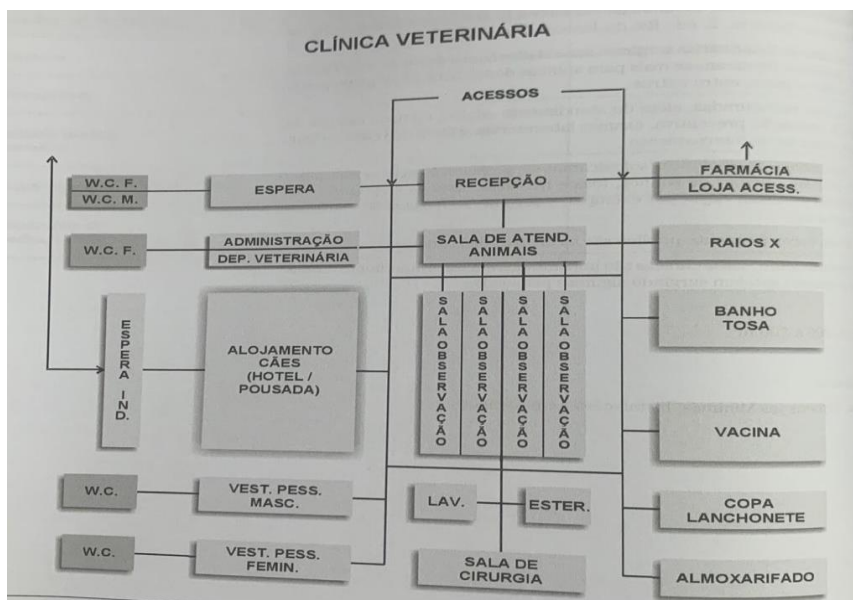 CLÍNICA VETERINÁRIA
ACESSOS
W.C. F.
W.C. M.
ESPERA
RECEPÇÃO
FARMÁCIA
LOJA ACESS.
W.C. F.
ADMINISTRAÇÃO
DEP. VETERINÁRIA
SALA DE ATEND.
ANIMAIS
RAIOS X
ESPERA IND.
ALOJAMENTO
CÃES
(HOTEL /
POUSADA)
SALA OBSERVAÇÃO
SALA OBSERVAÇÃO
SALA OBSERVAÇÃO
SALA OBSERVAÇÃO
BANHO
TOSA
VACINA
W.C.
VEST. PESS.
MASC.
LAV.
ESTER.
COPA
LANCHONETE
W.C.
VEST. PESS.
FEMIN.
SALA DE
CIRURGIA
ALMOXARIFADO